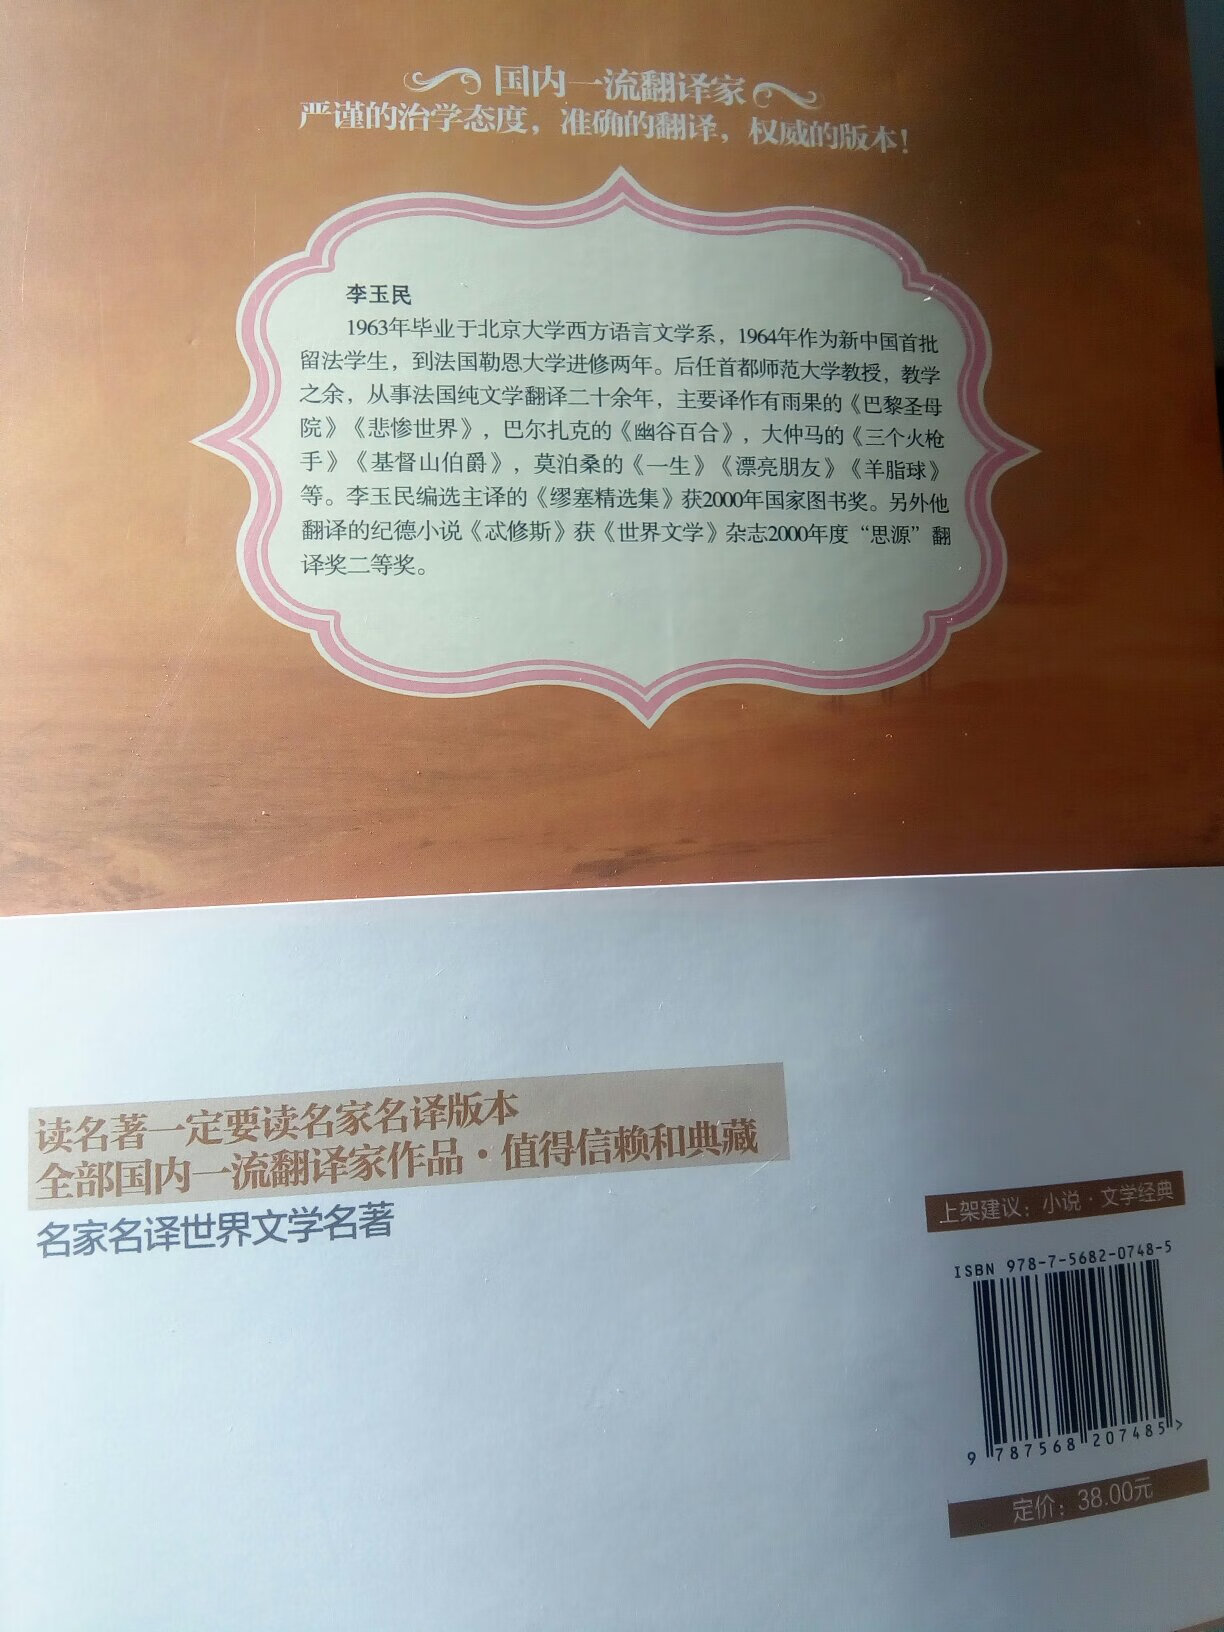 国内一流翻译家
严谨的治学态度，准确的翻译，权威的版本！
李玉民
1963年毕业于北京大学西方语言文学系，1964年作为新中国首批
留法学生，到法国勒恩大学进修两年。后任首都师范大学教授，教学
之余，从事法国纯文学翻译二十余年，主要译作有雨果的《巴黎圣母
院》《悲惨世界》，巴尔扎克的《幽谷百合》，大仲马的《三个火枪
手》《基督山伯爵》，莫泊桑的《一生》《漂亮朋友》《羊脂球》
等。李玉民编选主译的《缪塞精选集》获2000年国家图书奖。另外他
翻译的纪德小说《忒修斯》获《世界文学》杂志2000年度“思源”翻
译奖二等奖。
读名著一定要读名家名译版本
全部国内一流翻译家作品·值得信赖和典藏
名家名译世界文学名著
上架建议：小说·文学经典
ISBN 978-7-5682-0748-5
9 787568 207485 >
定价：38.00元